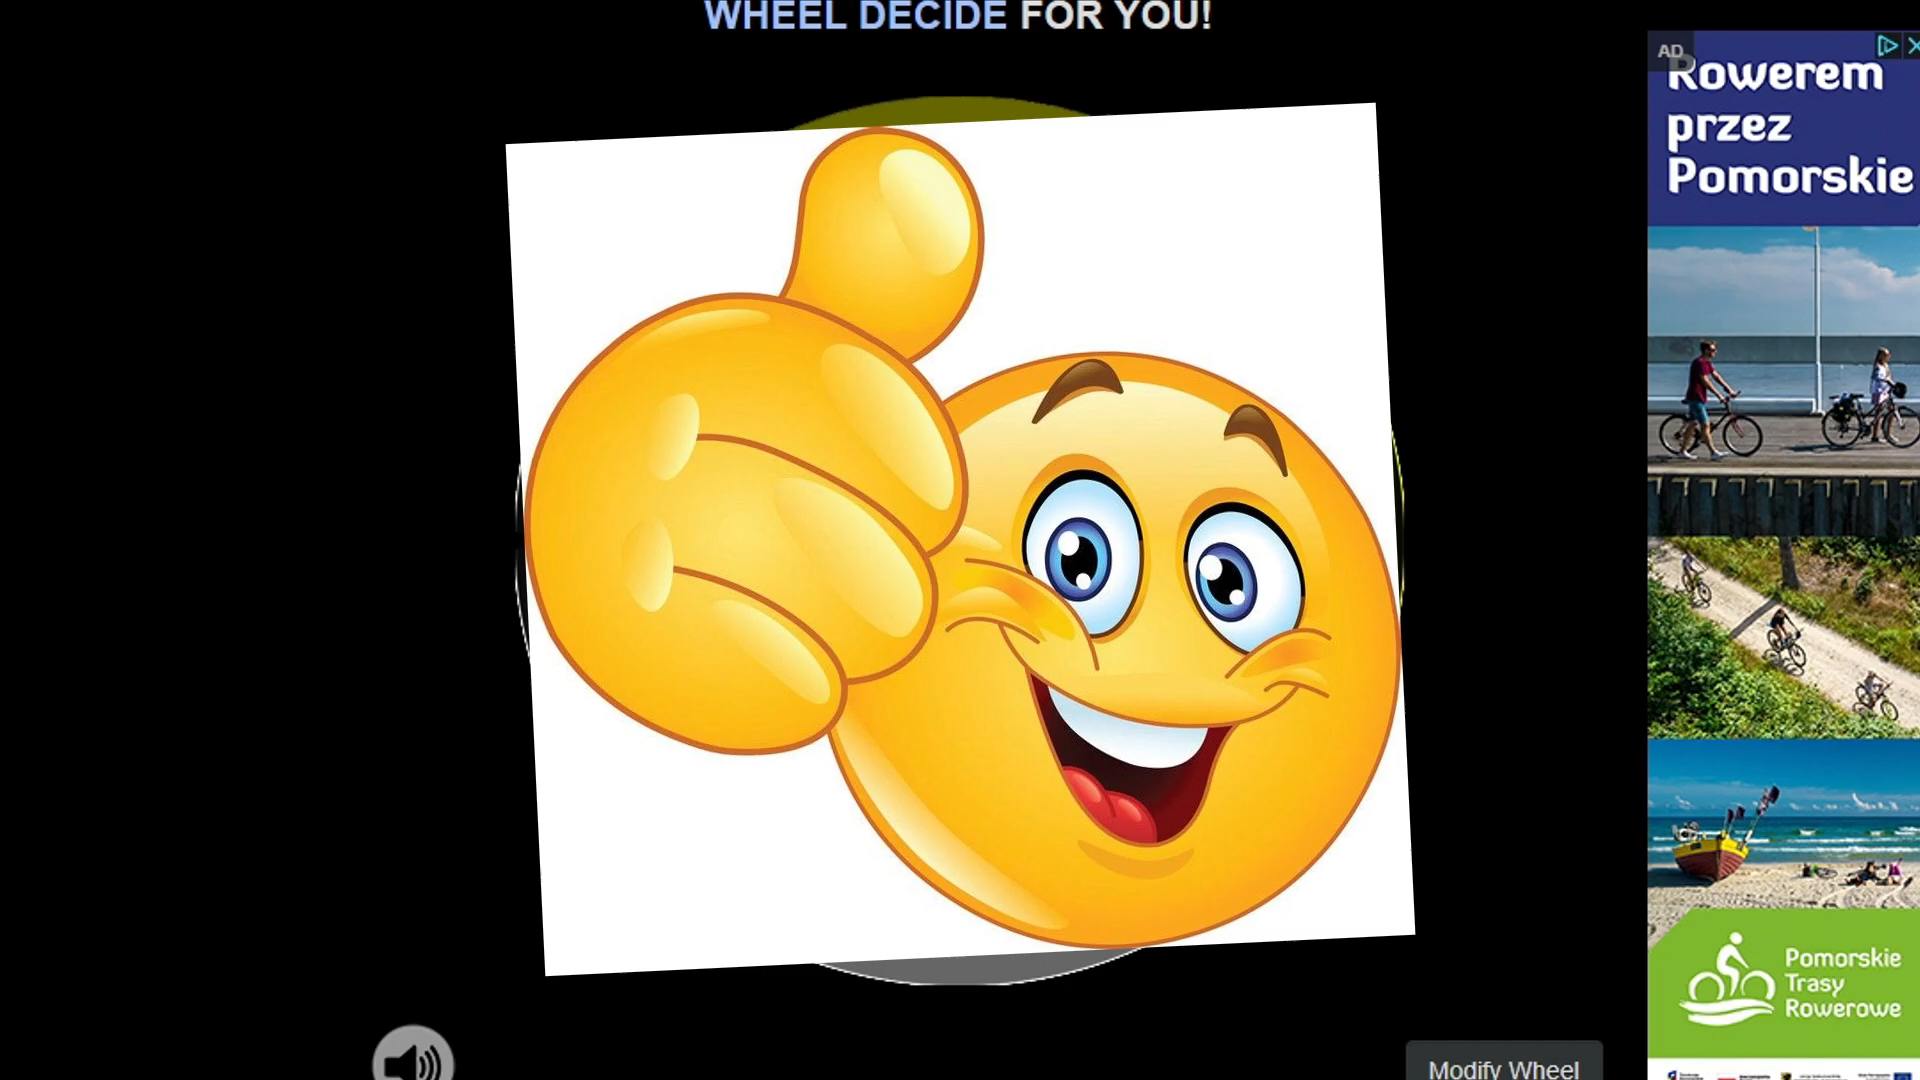 WHEEL DECIDE FOR YOU!
AD
Rowerem
przez
Pomorskie
Pomorskie
Trasy
Rowerowe
Modify Wheel